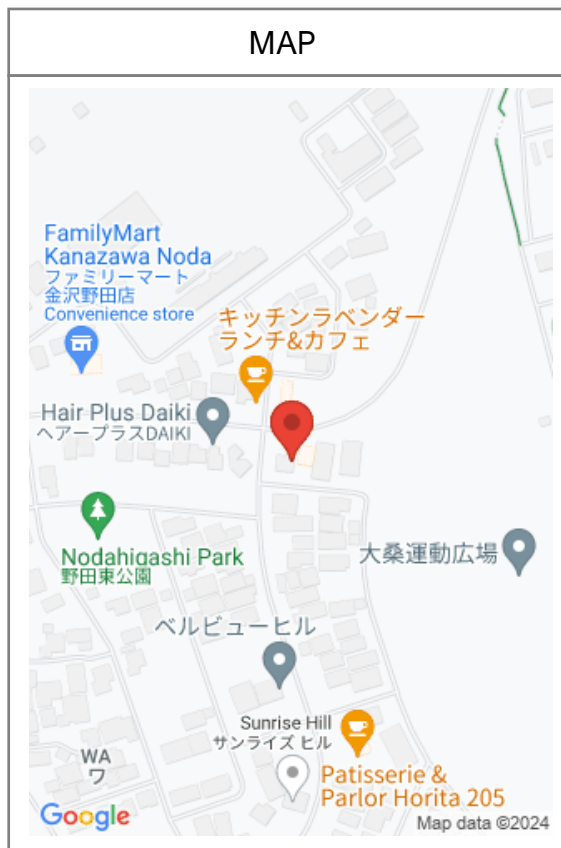 MAP
FamilyMart
Kanazawa Noda
ファミリーマート
金沢野田店
Convenience store
キッチンラベンダー
ランチ&カフェ
Hair Plus Daiki
ヘアープラスDAIKI
Nodahigashi Park
野田東公園
大桑運動広場
ベルビューヒル
Sunrise Hill
サンライズ ヒル
WA
ワ
Patisserie &
Parlor Horita 205
Google
Map data ©2024